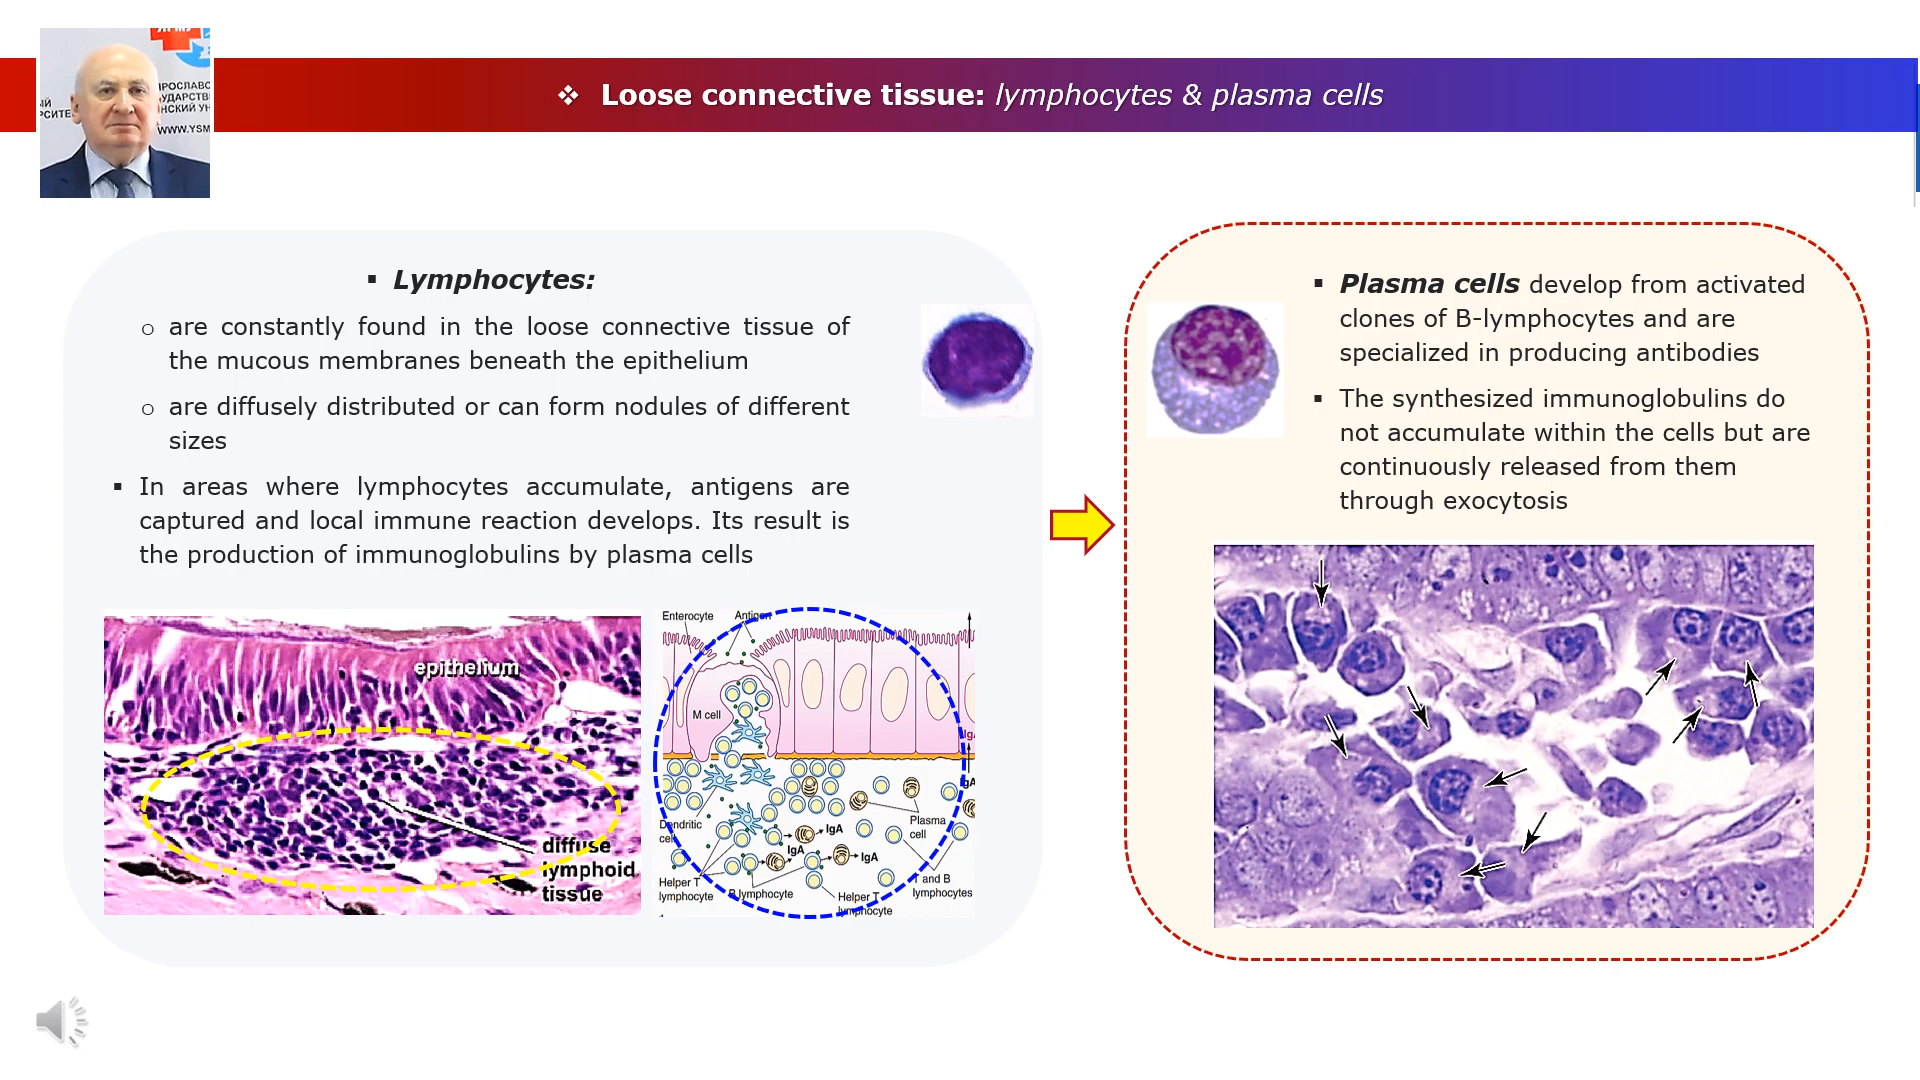 ❖ Loose connective tissue: lymphocytes & plasma cells
WWW.YSM
▪ Lymphocytes:
o are constantly found in the loose connective tissue of
the mucous membranes beneath the epithelium
o are diffusely distributed or can form nodules of different
sizes
▪ In areas where lymphocytes accumulate, antigens are
captured and local immune reaction develops. Its result is
the production of immunoglobulins by plasma cells
epithelium
diffuse
lymphoid
tissue
Enterocyte
Antigen
M cell
IgA
IgA
Dendritic
cell
Plasma
cell
IgA
IgA
IgA
Helper T
lymphocyte
B lymphocyte
Helper T
lymphocyte
T and B
lymphocytes
▪ Plasma cells develop from activated
clones of B-lymphocytes and are
specialized in producing antibodies
▪ The synthesized immunoglobulins do
not accumulate within the cells but are
continuously released from them
through exocytosis